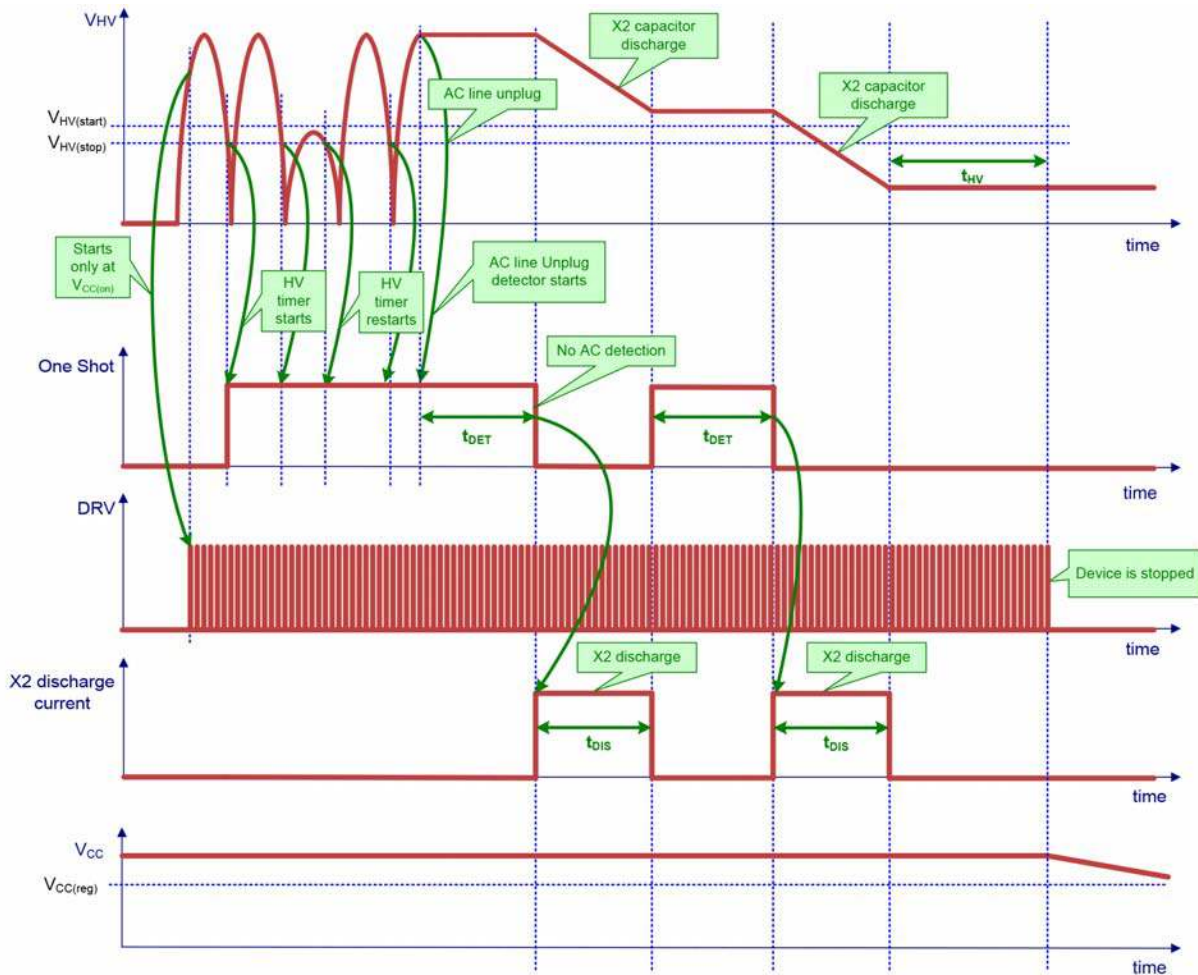 VHV
X2 capacitor
discharge
AC line unplug
X2 capacitor
discharge
VHV(start)
VHV(stop)
tHV
time
Starts
only at
VCC(on)
HV
timer
starts
HV
timer
restarts
AC line Unplug
detector starts
One Shot
No AC detection
tDET
tDET
time
DRV
Device is stopped
time
X2 discharge
current
X2 discharge
X2 discharge
tDIS
tDIS
time
VCC
VCC(reg)
time